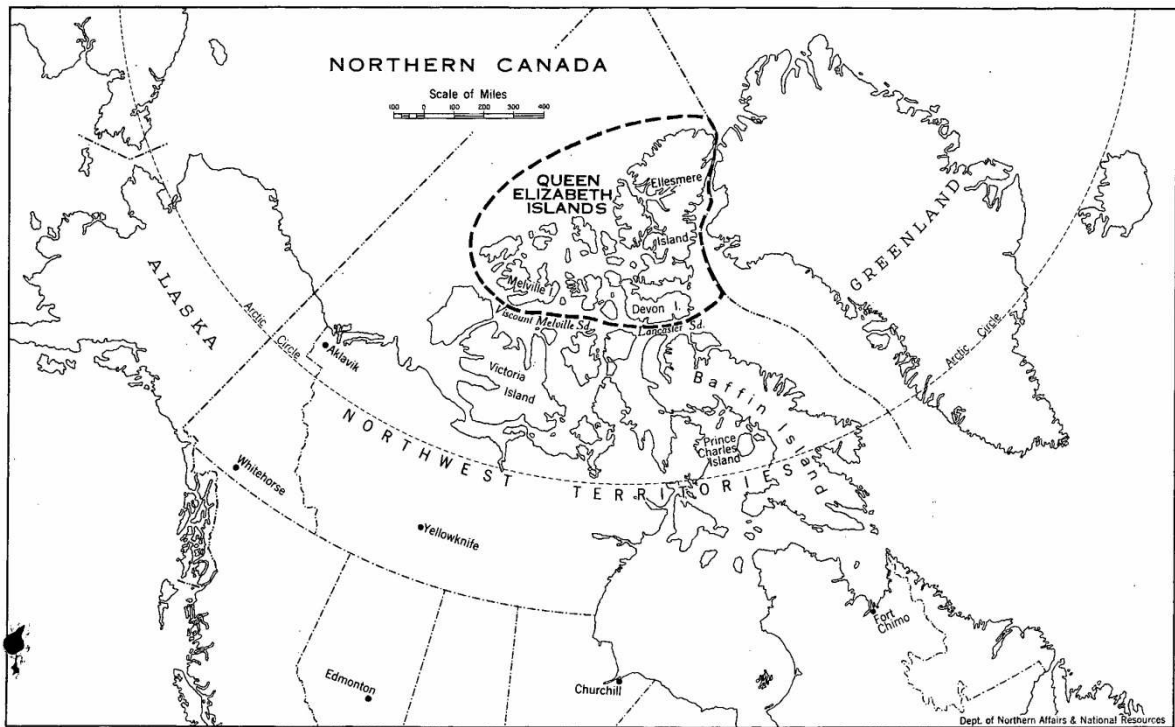 NORTHERN CANADA
Scale of Miles
100 0 100 200 300 400
QUEEN
ELIZABETH
ISLANDS
Ellesmere
Island
Melville I.
Devon I.
Viscount Melville Sd.
Lancaster Sd.
GREENLAND
ALASKA
Arctic Circle
Arctic Circle
Aklavik
Victoria
Island
Baffin Island
Prince
Charles
Island
NORTHWEST TERRITORIES
Whitehorse
Yellowknife
Fort
Chimo
Edmonton
Churchill
Dept. of Northern Affairs & National Resources